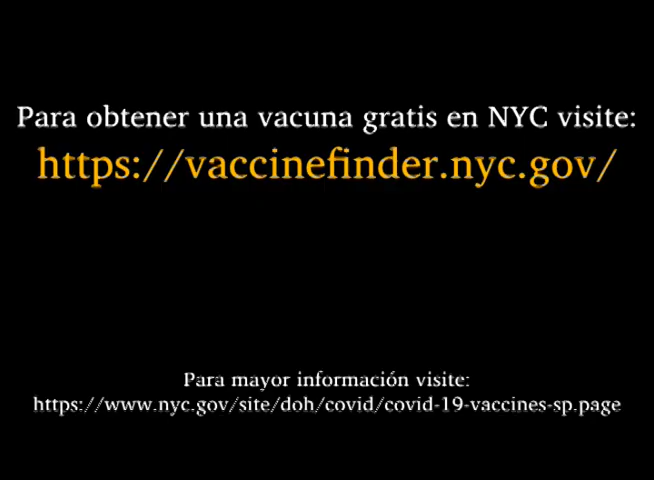 Para obtener una vacuna gratis en NYC visite:
https://vaccinefinder.nyc.gov/
Para mayor información visite:
https://www.nyc.gov/site/doh/covid/covid-19-vaccines-sp.page